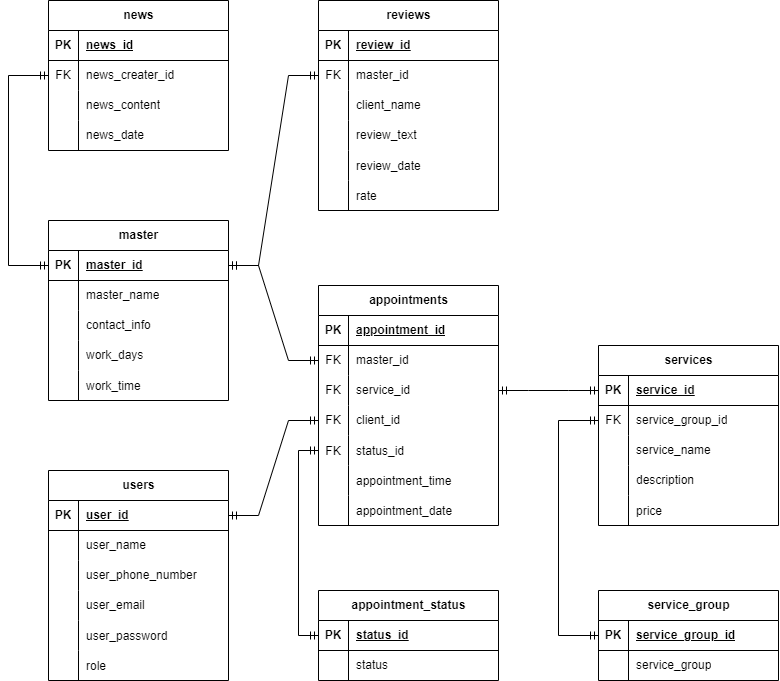 news
PK news_id
FK news_creater_id
news_content
news_date
reviews
PK review_id
FK master_id
client_name
review_text
review_date
rate
master
PK master_id
master_name
contact_info
work_days
work_time
appointments
PK appointment_id
FK master_id
FK service_id
FK client_id
FK status_id
appointment_time
appointment_date
services
PK service_id
FK service_group_id
service_name
description
price
users
PK user_id
user_name
user_phone_number
user_email
user_password
role
appointment_status
PK status_id
status
service_group
PK service_group_id
service_group